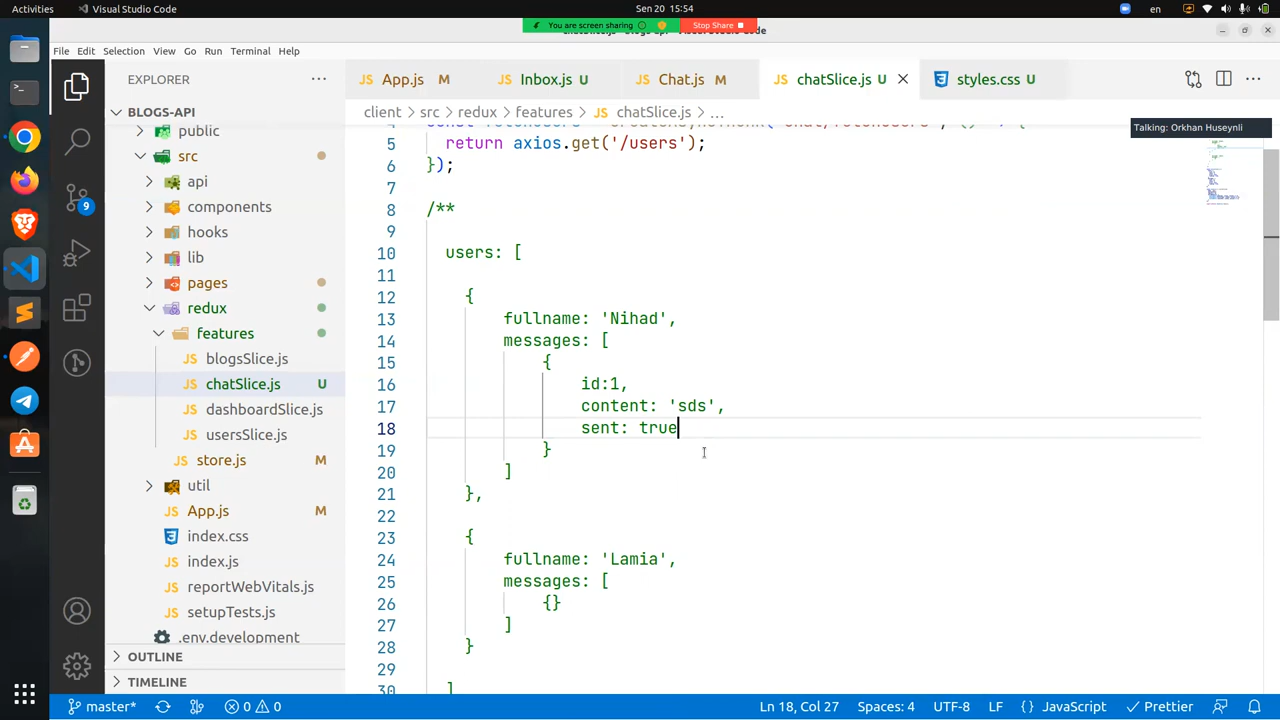 Activities
Visual Studio Code
Sen 20 15:54
en
You are screen sharing
Stop Share
File Edit Selection View Go Run Terminal Help
EXPLORER
BLOGS-API
public
src
api
components
hooks
lib
pages
redux
features
blogsSlice.js
chatSlice.js U
dashboardSlice.js
usersSlice.js
store.js M
util
App.js M
index.css
index.js
reportWebVitals.js
setupTests.js
.env.development
OUTLINE
TIMELINE
9
JS App.js M
JS Inbox.js U
JS Chat.js M
JS chatSlice.js U
styles.css U
client > src > redux > features > JS chatSlice.js > ...
Talking: Orkhan Huseynli
5 return axios.get('/users');
6 });
7
8 /**
9
10 users: [
11
12 {
13 fullname: 'Nihad',
14 messages: [
15 {
16 id:1,
17 content: 'sds',
18 sent: true
19 }
20 ]
21 },
22
23 {
24 fullname: 'Lamia',
25 messages: [
26 {}
27 ]
28 }
29
30 ]
master* 0 0 Ln 18, Col 27 Spaces: 4 UTF-8 LF {} JavaScript Prettier